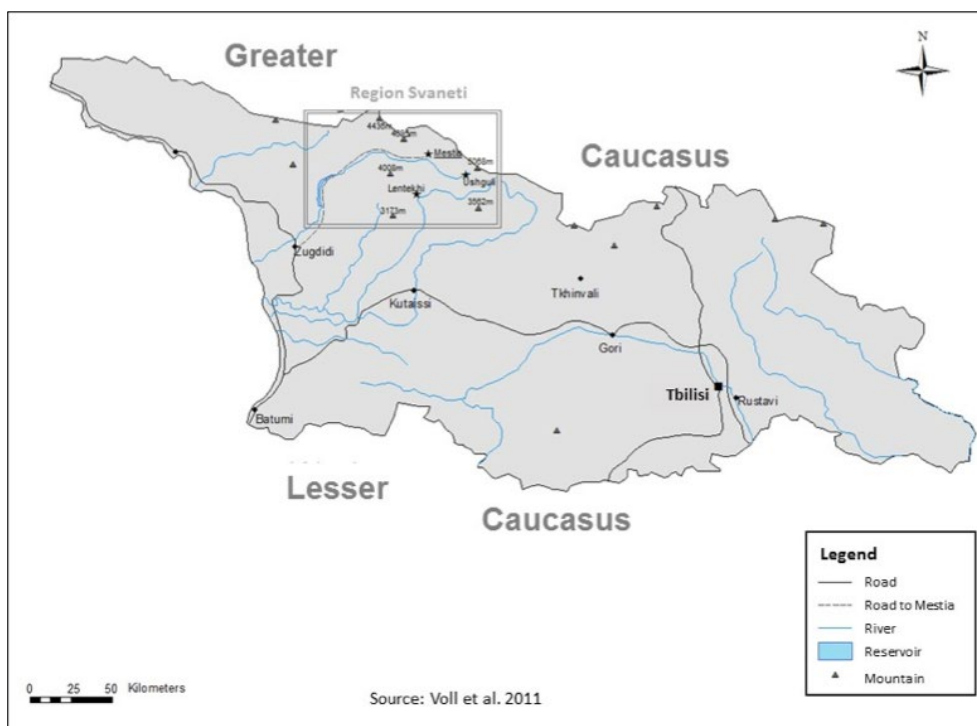 N
Greater
Region Svaneti
4436m
Mestia
Caucasus
5068m
4008m
Ushguli
Lentekhi
3562m
3173m
Zugdidi
Tkhinvali
Kutaissi
Gori
Tbilisi
Rustavi
Batumi
Lesser
Caucasus
Legend
Road
Road to Mestia
River
Reservoir
Mountain
0 25 50 Kilometers
Source: Voll et al. 2011